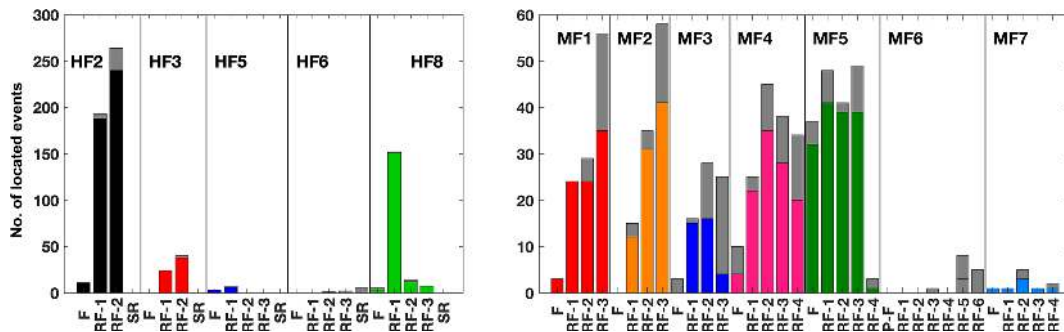 300
250
200
150
100
50
0
No. of located events
HF2 HF3 HF5 HF6 HF8
F RF-1 RF-2 SR F RF-1 RF-2 SR F RF-1 RF-2 RF-3 SR F RF-1 RF-2 RF-3 SR F RF-1 RF-2 RF-3 SR
60
50
40
30
20
10
0
MF1 MF2 MF3 MF4 MF5 MF6 MF7
F RF-1 RF-2 RF-3 F RF-1 RF-2 RF-3 F RF-1 RF-2 RF-3 F RF-1 RF-2 RF-3 RF-4 F RF-1 RF-2 RF-3 RF-4 P-F RF-1 RF-2 RF-3 RF-4 RF-5 RF-6 F RF-1 RF-2 RF-3 RF-4